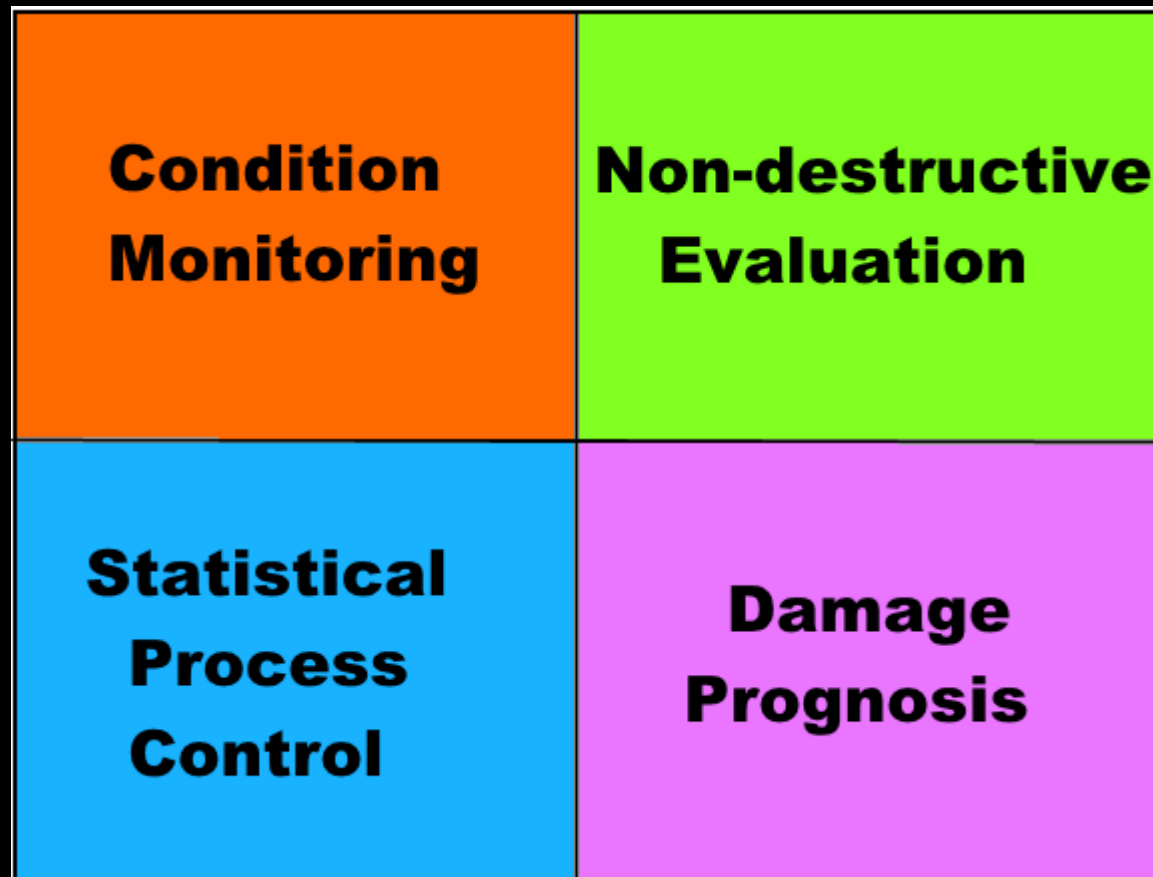 Condition
Monitoring
Non-destructive
Evaluation
Statistical
Process
Control
Damage
Prognosis